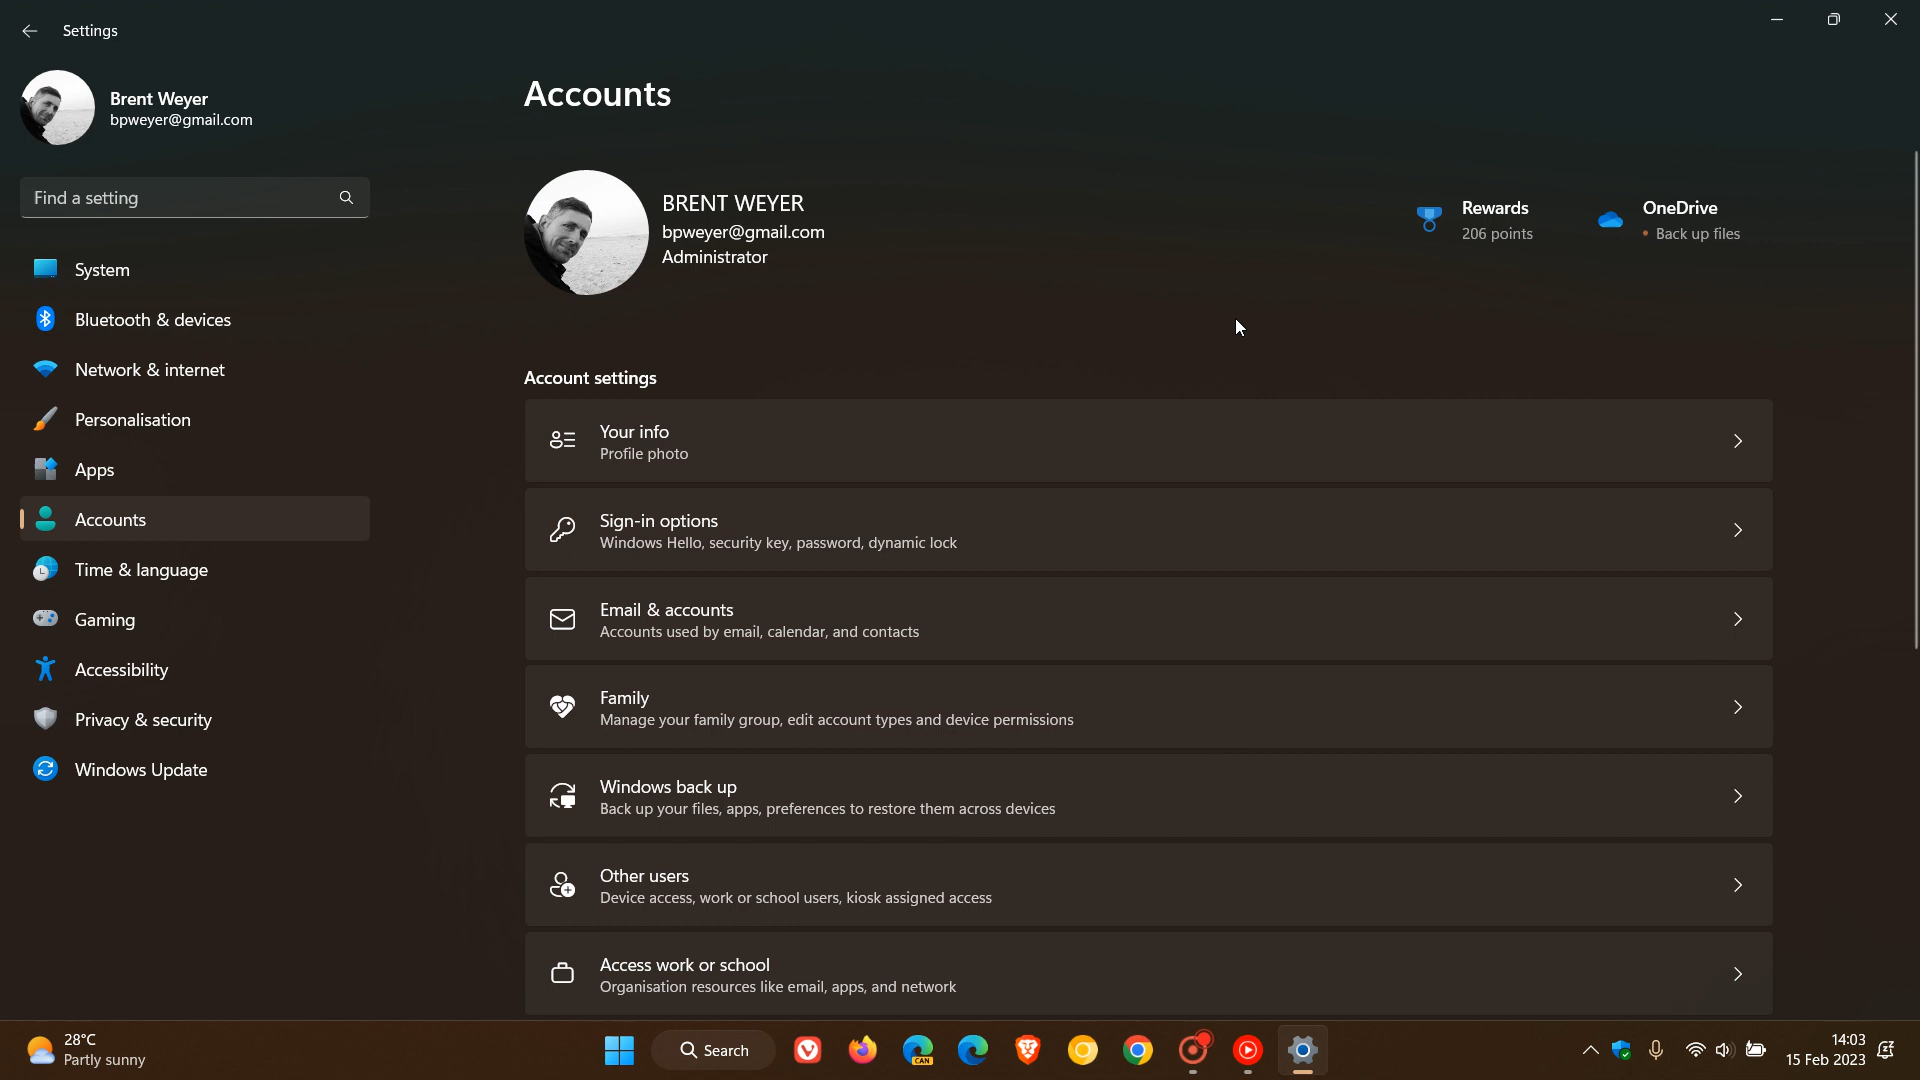 Settings
Brent Weyer
bpweyer@gmail.com
Find a setting
System
Bluetooth & devices
Network & internet
Personalisation
Apps
Accounts
Time & language
Gaming
Accessibility
Privacy & security
Windows Update
Accounts
BRENT WEYER
bpweyer@gmail.com
Administrator
Rewards
206 points
OneDrive
• Back up files
Account settings
Your info
Profile photo
Sign-in options
Windows Hello, security key, password, dynamic lock
Email & accounts
Accounts used by email, calendar, and contacts
Family
Manage your family group, edit account types and device permissions
Windows back up
Back up your files, apps, preferences to restore them across devices
Other users
Device access, work or school users, kiosk assigned access
Access work or school
Organisation resources like email, apps, and network
28°C
Partly sunny
Search
CAN
14:03
15 Feb 2023